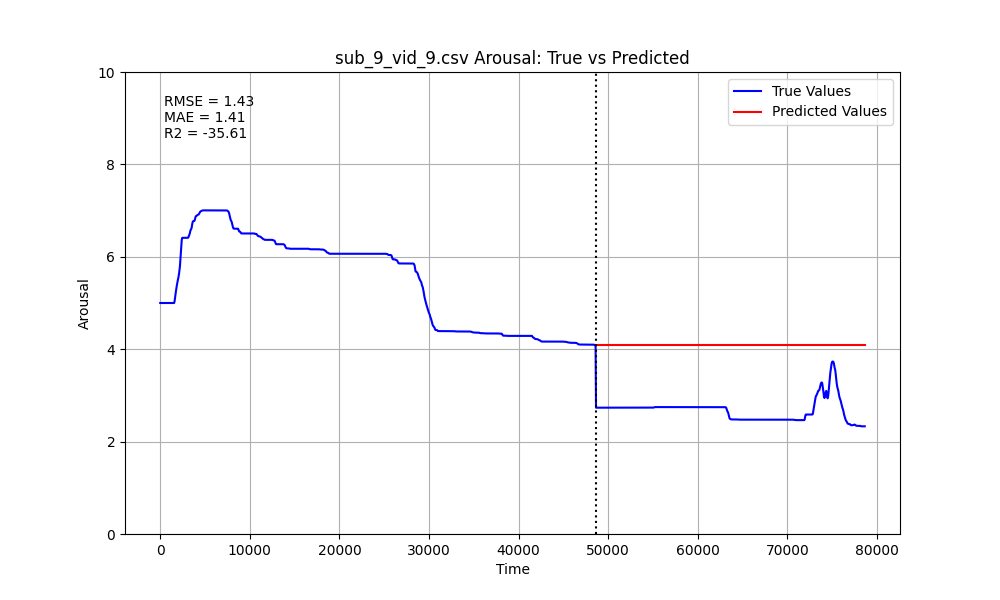 sub_9_vid_9.csv Arousal: True vs Predicted
RMSE = 1.43
MAE = 1.41
R2 = -35.61
True Values
Predicted Values
10
8
6
4
2
0
Arousal
0 10000 20000 30000 40000 50000 60000 70000 80000
Time